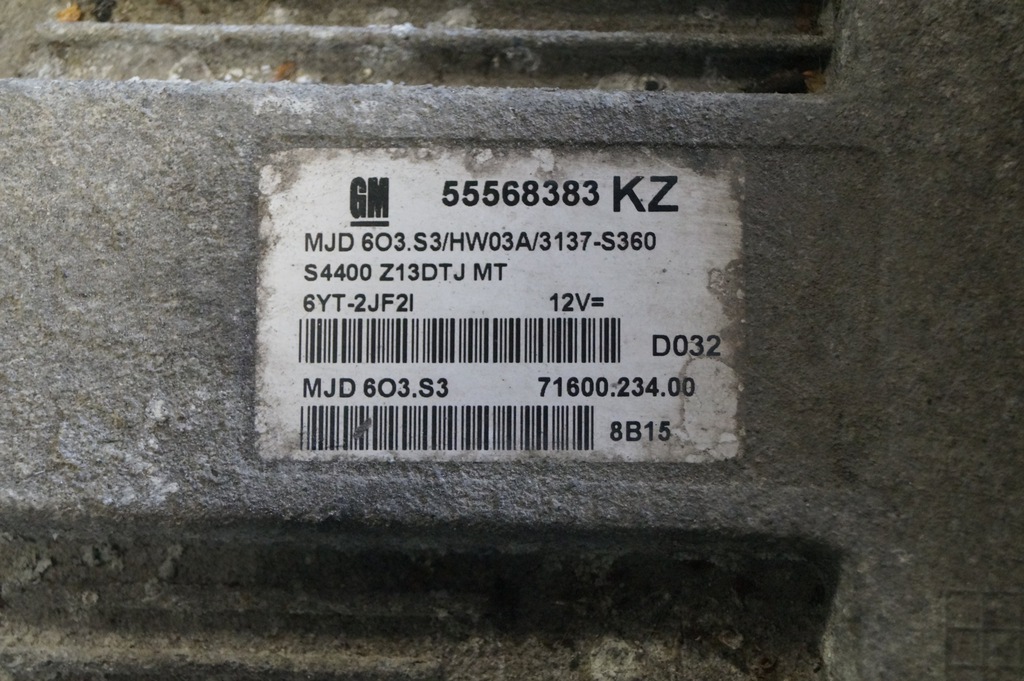 GM 55568383 KZ
MJD 6O3.S3/HW03A/3137-S360
S4400 Z13DTJ MT
6YT-2JF2I 12V=
D032
MJD 6O3.S3 71600.234.00
8B15